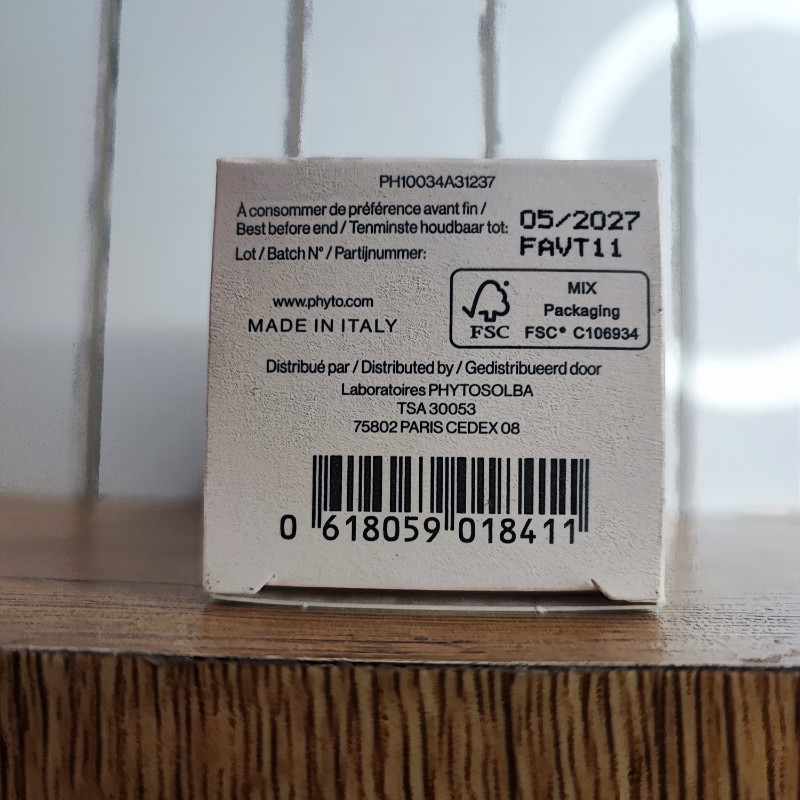 PH10034A31237
À consommer de préférence avant fin /
Best before end / Tenminste houdbaar tot: 05/2027
Lot / Batch N° / Partijnummer: FAVT11
www.phyto.com
MADE IN ITALY
FSC
MIX
Packaging
FSC® C106934
Distribué par / Distributed by / Gedistribueerd door
Laboratoires PHYTOSOLBA
TSA 30053
75802 PARIS CEDEX 08
0 618059 018411